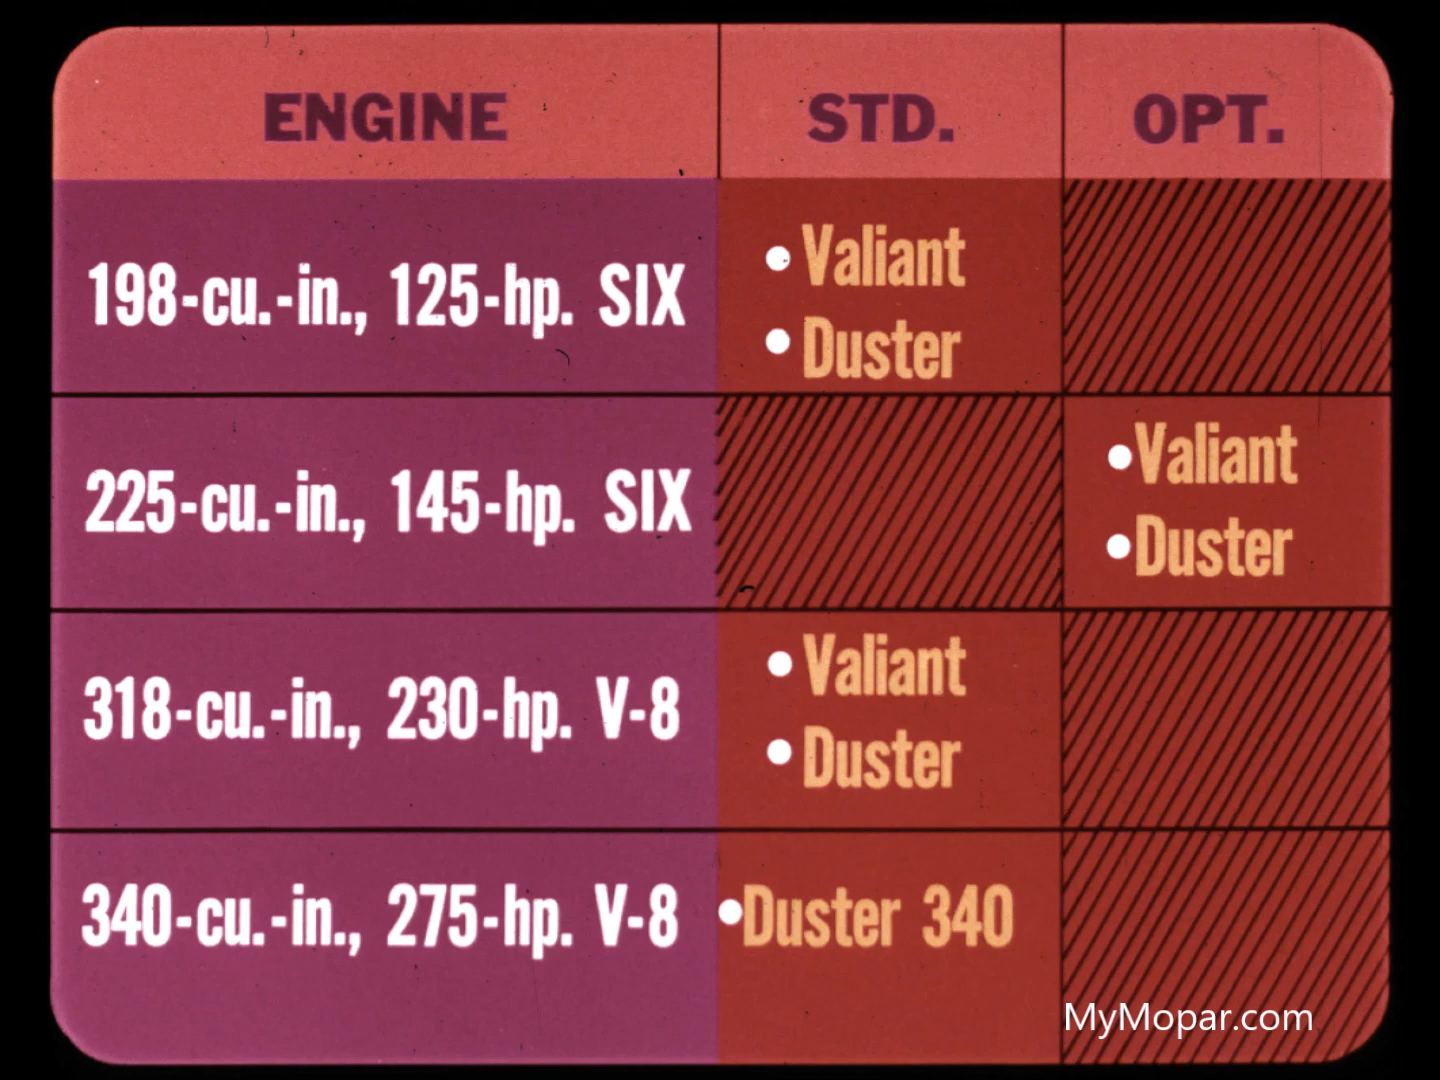 ENGINE STD. OPT.
198-cu.-in., 125-hp. SIX
• Valiant
• Duster
225-cu.-in., 145-hp. SIX
• Valiant
• Duster
318-cu.-in., 230-hp. V-8
• Valiant
• Duster
340-cu.-in., 275-hp. V-8
• Duster 340
MyMopar.com